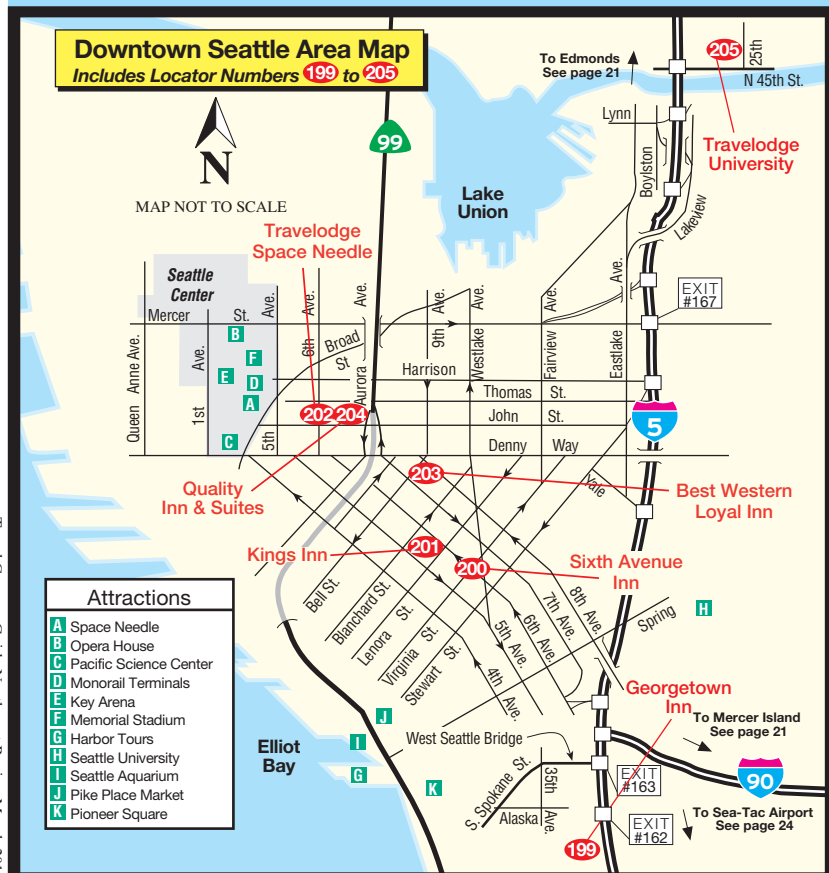 Downtown Seattle Area Map
Includes Locator Numbers 199 to 205
N
MAP NOT TO SCALE
99
Lake
Union
To Edmonds
See page 21
205
25th
N 45th St.
Travelodge
University
Lynn
Boylston
Lakeview
Travelodge
Space Needle
Seattle
Center
Mercer
St.
Queen Anne Ave.
1st
Ave.
5th
Ave.
6th
Ave.
Broad
St
Aurora
Ave.
9th
Ave.
Westlake
Ave.
Fairview
Ave.
Eastlake
Ave.
EXIT
#167
Harrison
Thomas St.
John St.
Denny Way
Yale
5
B
F
E
D
A
C
202
204
203
201
200
Quality
Inn & Suites
Kings Inn
Best Western
Loyal Inn
Sixth Avenue
Inn
Bell St.
Blanchard St.
Lenora St.
Virginia St.
Stewart St.
4th Ave.
5th Ave.
6th Ave.
7th Ave.
8th Ave.
Spring
H
Attractions
A Space Needle
B Opera House
C Pacific Science Center
D Monorail Terminals
E Key Arena
F Memorial Stadium
G Harbor Tours
H Seattle University
I Seattle Aquarium
J Pike Place Market
K Pioneer Square
Elliot
Bay
J
I
G
K
Georgetown
Inn
West Seattle Bridge
S. Spokane St.
35th
Ave.
Alaska
199
To Mercer Island
See page 21
90
EXIT
#163
EXIT
#162
To Sea-Tac Airport
See page 24